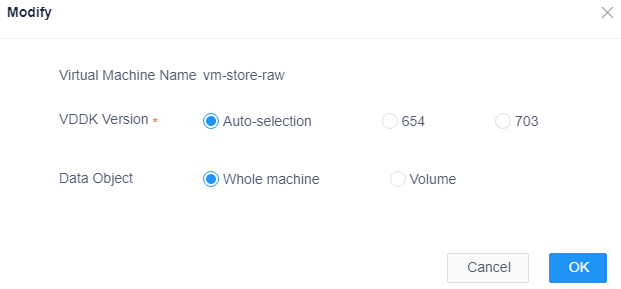 Modify
Virtual Machine Name vm-store-raw
VDDK Version * Auto-selection 654 703
Data Object Whole machine Volume
Cancel OK